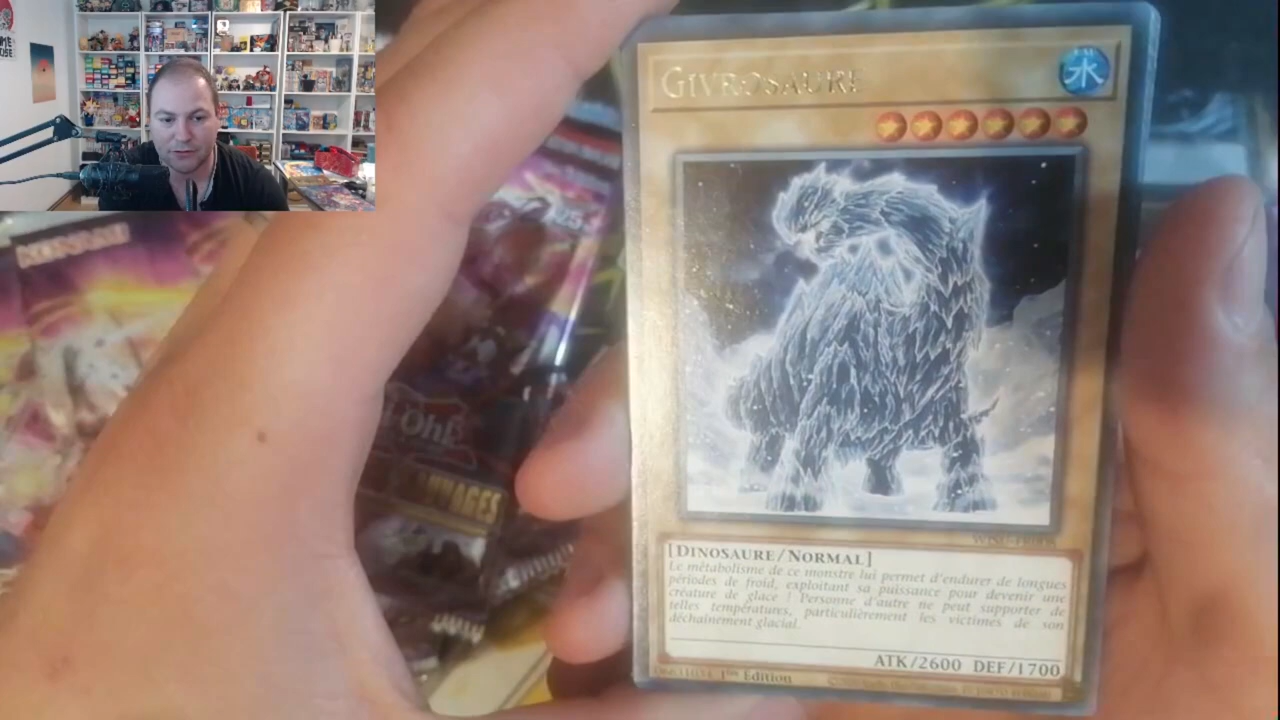 GIVROSAURE
水
KONAMI
[DINOSAURE/NORMAL]
Le métabolisme de ce monstre lui permet d'endurer de longues
périodes de froid, exploitant sa puissance pour devenir une
créature de glace ! Personne d'autre ne peut supporter de
telles températures, particulièrement les victimes de son
déchaînement glacial.
ATK/2600 DEF/1700
1ère Edition